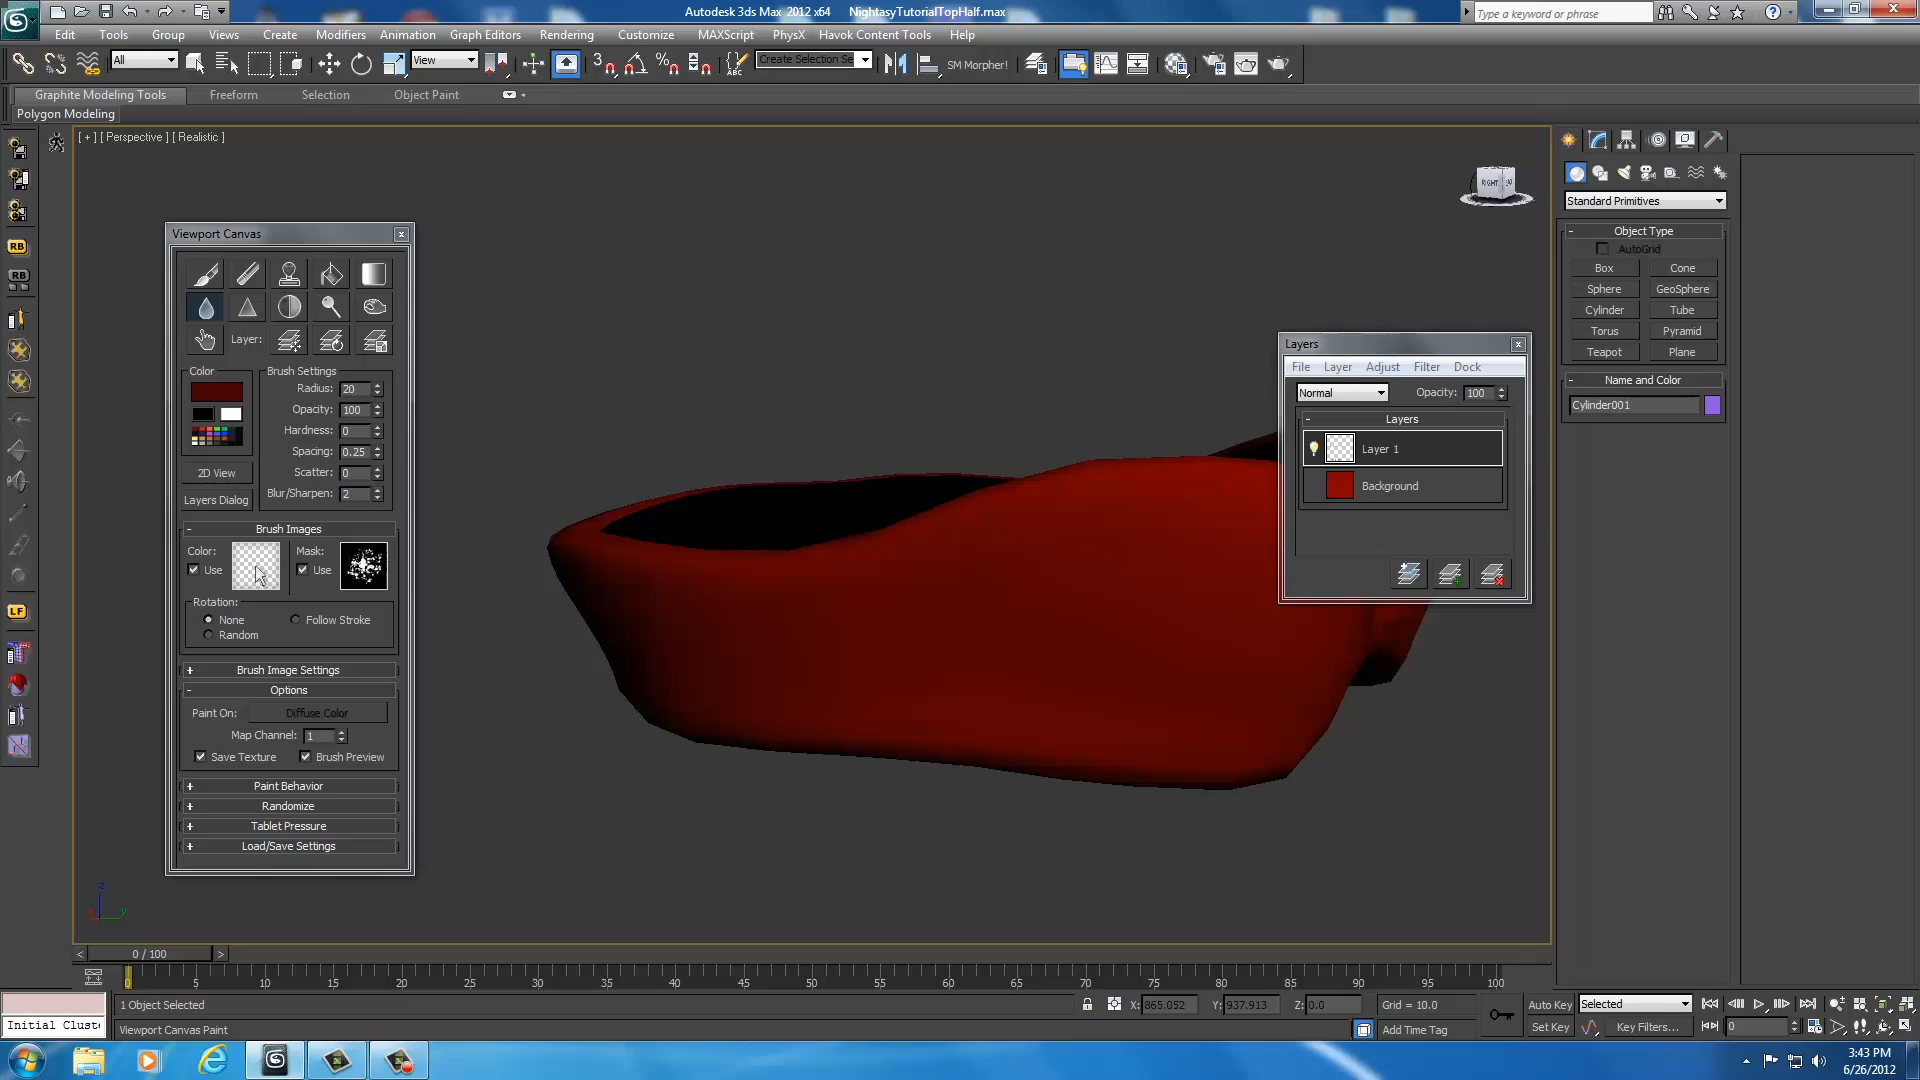 Autodesk 3ds Max 2012 x64 NightasyTutorialTopHalf.max
Type a keyword or phrase
Edit Tools Group Views Create Modifiers Animation Graph Editors Rendering Customize MAXScript PhysX Havok Content Tools Help
All View Create Selection Se SM Morpher!
Graphite Modeling Tools Freeform Selection Object Paint
Polygon Modeling
[ + ] [ Perspective ] [ Realistic ]
RIGHT
Viewport Canvas
Layer:
Color
Brush Settings
Radius: 20
Opacity: 100
Hardness: 0
Spacing: 0.25
Scatter: 0
Blur/Sharpen: 2
2D View
Layers Dialog
- Brush Images
Color: Mask:
Use Use
Rotation:
None Follow Stroke
Random
+ Brush Image Settings
- Options
Paint On: Diffuse Color
Map Channel: 1
Save Texture Brush Preview
+ Paint Behavior
+ Randomize
+ Tablet Pressure
+ Load/Save Settings
Layers
File Layer Adjust Filter Dock
Normal Opacity: 100
- Layers
Layer 1
Background
Standard Primitives
- Object Type
AutoGrid
Box Cone
Sphere GeoSphere
Cylinder Tube
Torus Pyramid
Teapot Plane
- Name and Color
Cylinder001
RB
RB
LF
z
x y
< 0 / 100 >
0 5 10 15 20 25 30 35 40 45 50 55 60 65 70 75 80 85 90 95 100
1 Object Selected X: 865.052 Y: 937.913 Z: 0.0 Grid = 10.0 Auto Key Selected
Initial Cluste Viewport Canvas Paint Add Time Tag Set Key Key Filters... 0
3:43 PM
6/26/2012